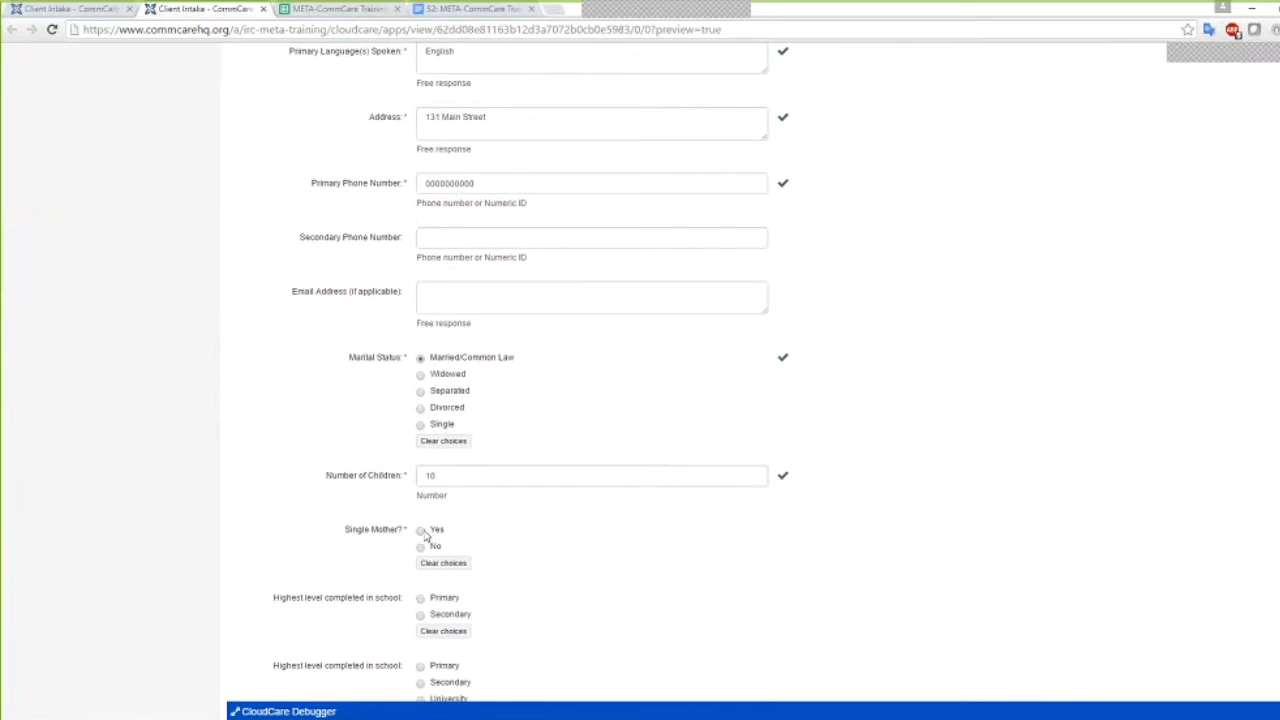 Client Intake - CommCar
Client Intake - CommCar
META-CommCare Trainin
S2: META-CommCare Tra
https://www.commcarehq.org/a/irc-meta-training/cloudcare/apps/view/62dd08e81163b12d3a7072b0cb0e5983/0/0?preview=true
Primary Language(s) Spoken: *
English
Free response
Address: *
131 Main Street
Free response
Primary Phone Number: *
0000000000
Phone number or Numeric ID
Secondary Phone Number:
Phone number or Numeric ID
Email Address (if applicable):
Free response
Marital Status: *
Married/Common Law
Widowed
Separated
Divorced
Single
Clear choices
Number of Children: *
10
Number
Single Mother? *
Yes
No
Clear choices
Highest level completed in school:
Primary
Secondary
Clear choices
Highest level completed in school:
Primary
Secondary
University
CloudCare Debugger